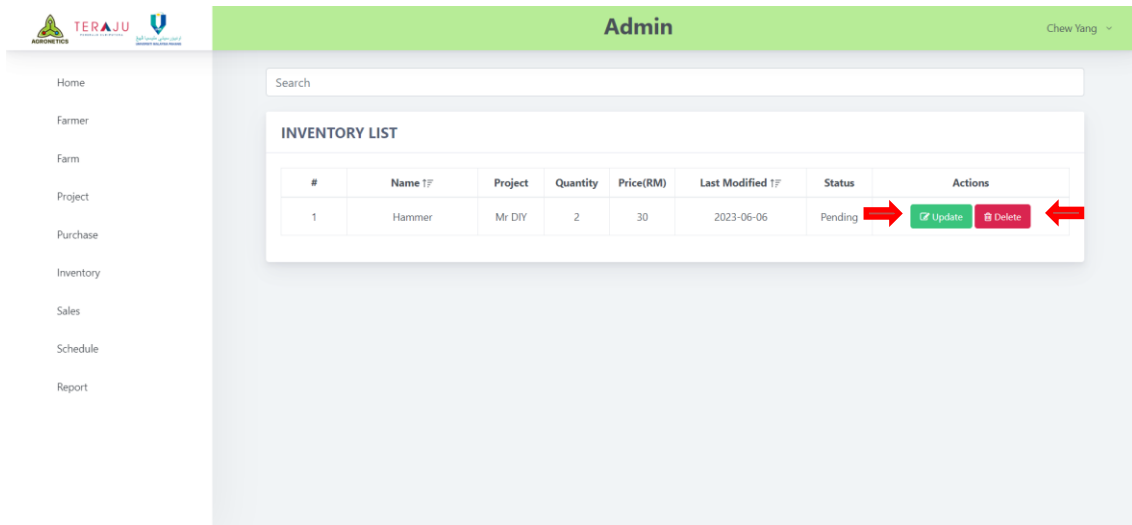 TERAJU
AGRONETICS
Admin
Chew Yang
Home
Farmer
Farm
Project
Purchase
Inventory
Sales
Schedule
Report
Search
INVENTORY LIST
# Name Project Quantity Price(RM) Last Modified Status Actions
1 Hammer Mr DIY 2 30 2023-06-06 Pending Update Delete